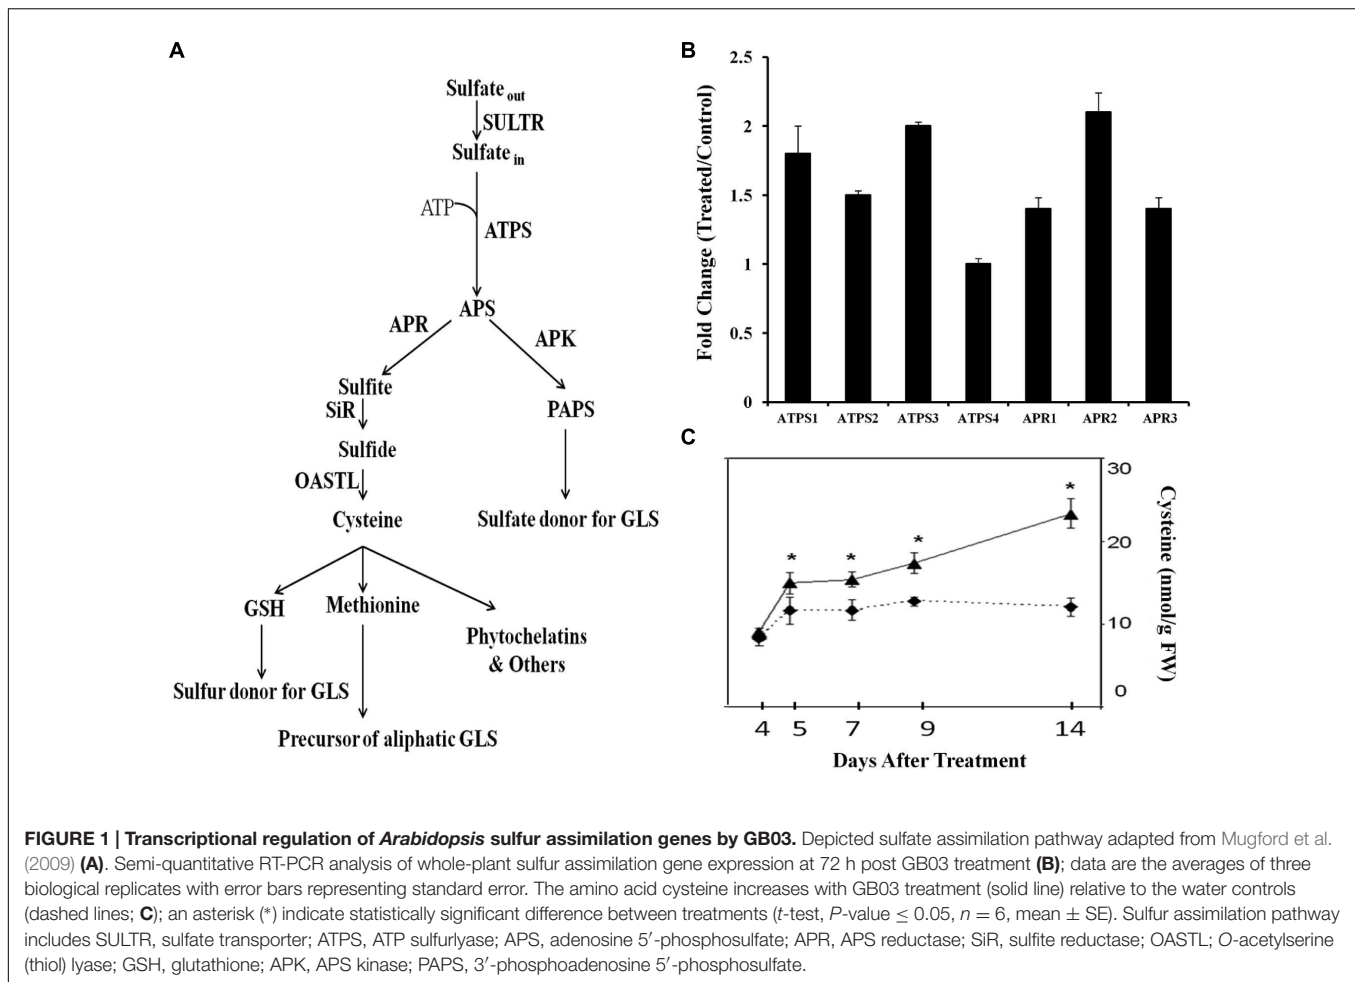 A
Sulfate out
SULTR
Sulfate in
ATP
ATPS
APS
APR
APK
Sulfite
SiR
PAPS
Sulfide
OASTL
Cysteine
Sulfate donor for GLS
GSH
Methionine
Phytochelatins
& Others
Sulfur donor for GLS
Precursor of aliphatic GLS
B
Fold Change (Treated/Control)
2.5
2
1.5
1
0.5
0
ATPS1 ATPS2 ATPS3 ATPS4 APR1 APR2 APR3
C
* * * *
30
20
10
0
Cysteine (nmol/g FW)
4 5 7 9 14
Days After Treatment
FIGURE 1 | Transcriptional regulation of Arabidopsis sulfur assimilation genes by GB03. Depicted sulfate assimilation pathway adapted from Mugford et al.
(2009) (A). Semi-quantitative RT-PCR analysis of whole-plant sulfur assimilation gene expression at 72 h post GB03 treatment (B); data are the averages of three
biological replicates with error bars representing standard error. The amino acid cysteine increases with GB03 treatment (solid line) relative to the water controls
(dashed lines; C); an asterisk (*) indicate statistically significant difference between treatments (t-test, P-value ≤ 0.05, n = 6, mean ± SE). Sulfur assimilation pathway
includes SULTR, sulfate transporter; ATPS, ATP sulfurlyase; APS, adenosine 5′-phosphosulfate; APR, APS reductase; SiR, sulfite reductase; OASTL; O-acetylserine
(thiol) lyase; GSH, glutathione; APK, APS kinase; PAPS, 3′-phosphoadenosine 5′-phosphosulfate.